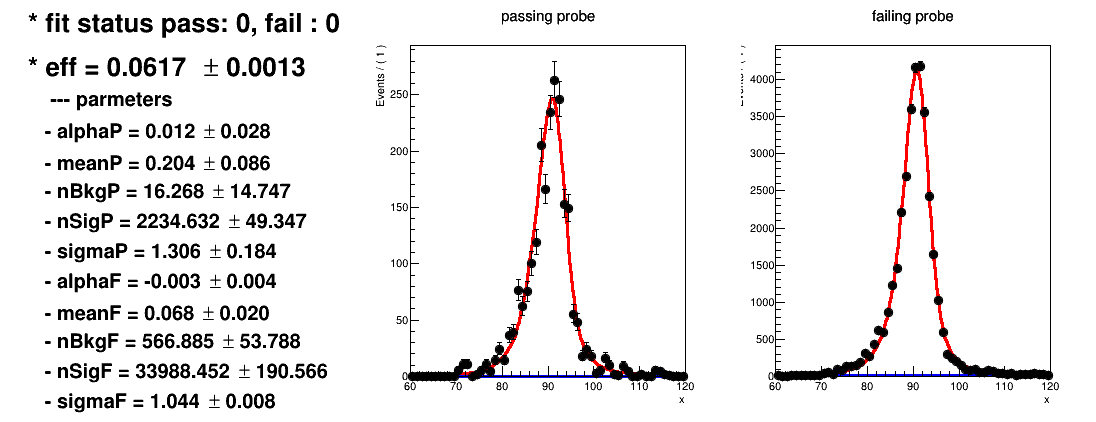 * fit status pass: 0, fail : 0
* eff = 0.0617 ± 0.0013
--- parmeters
- alphaP = 0.012 ± 0.028
- meanP = 0.204 ± 0.086
- nBkgP = 16.268 ± 14.747
- nSigP = 2234.632 ± 49.347
- sigmaP = 1.306 ± 0.184
- alphaF = -0.003 ± 0.004
- meanF = 0.068 ± 0.020
- nBkgF = 566.885 ± 53.788
- nSigF = 33988.452 ± 190.566
- sigmaF = 1.044 ± 0.008
passing probe
Events / ( 1 )
250
200
150
100
50
0
60 70 80 90 100 110 120
x
failing probe
4000
3500
3000
2500
2000
1500
1000
500
0
60 70 80 90 100 110 120
x